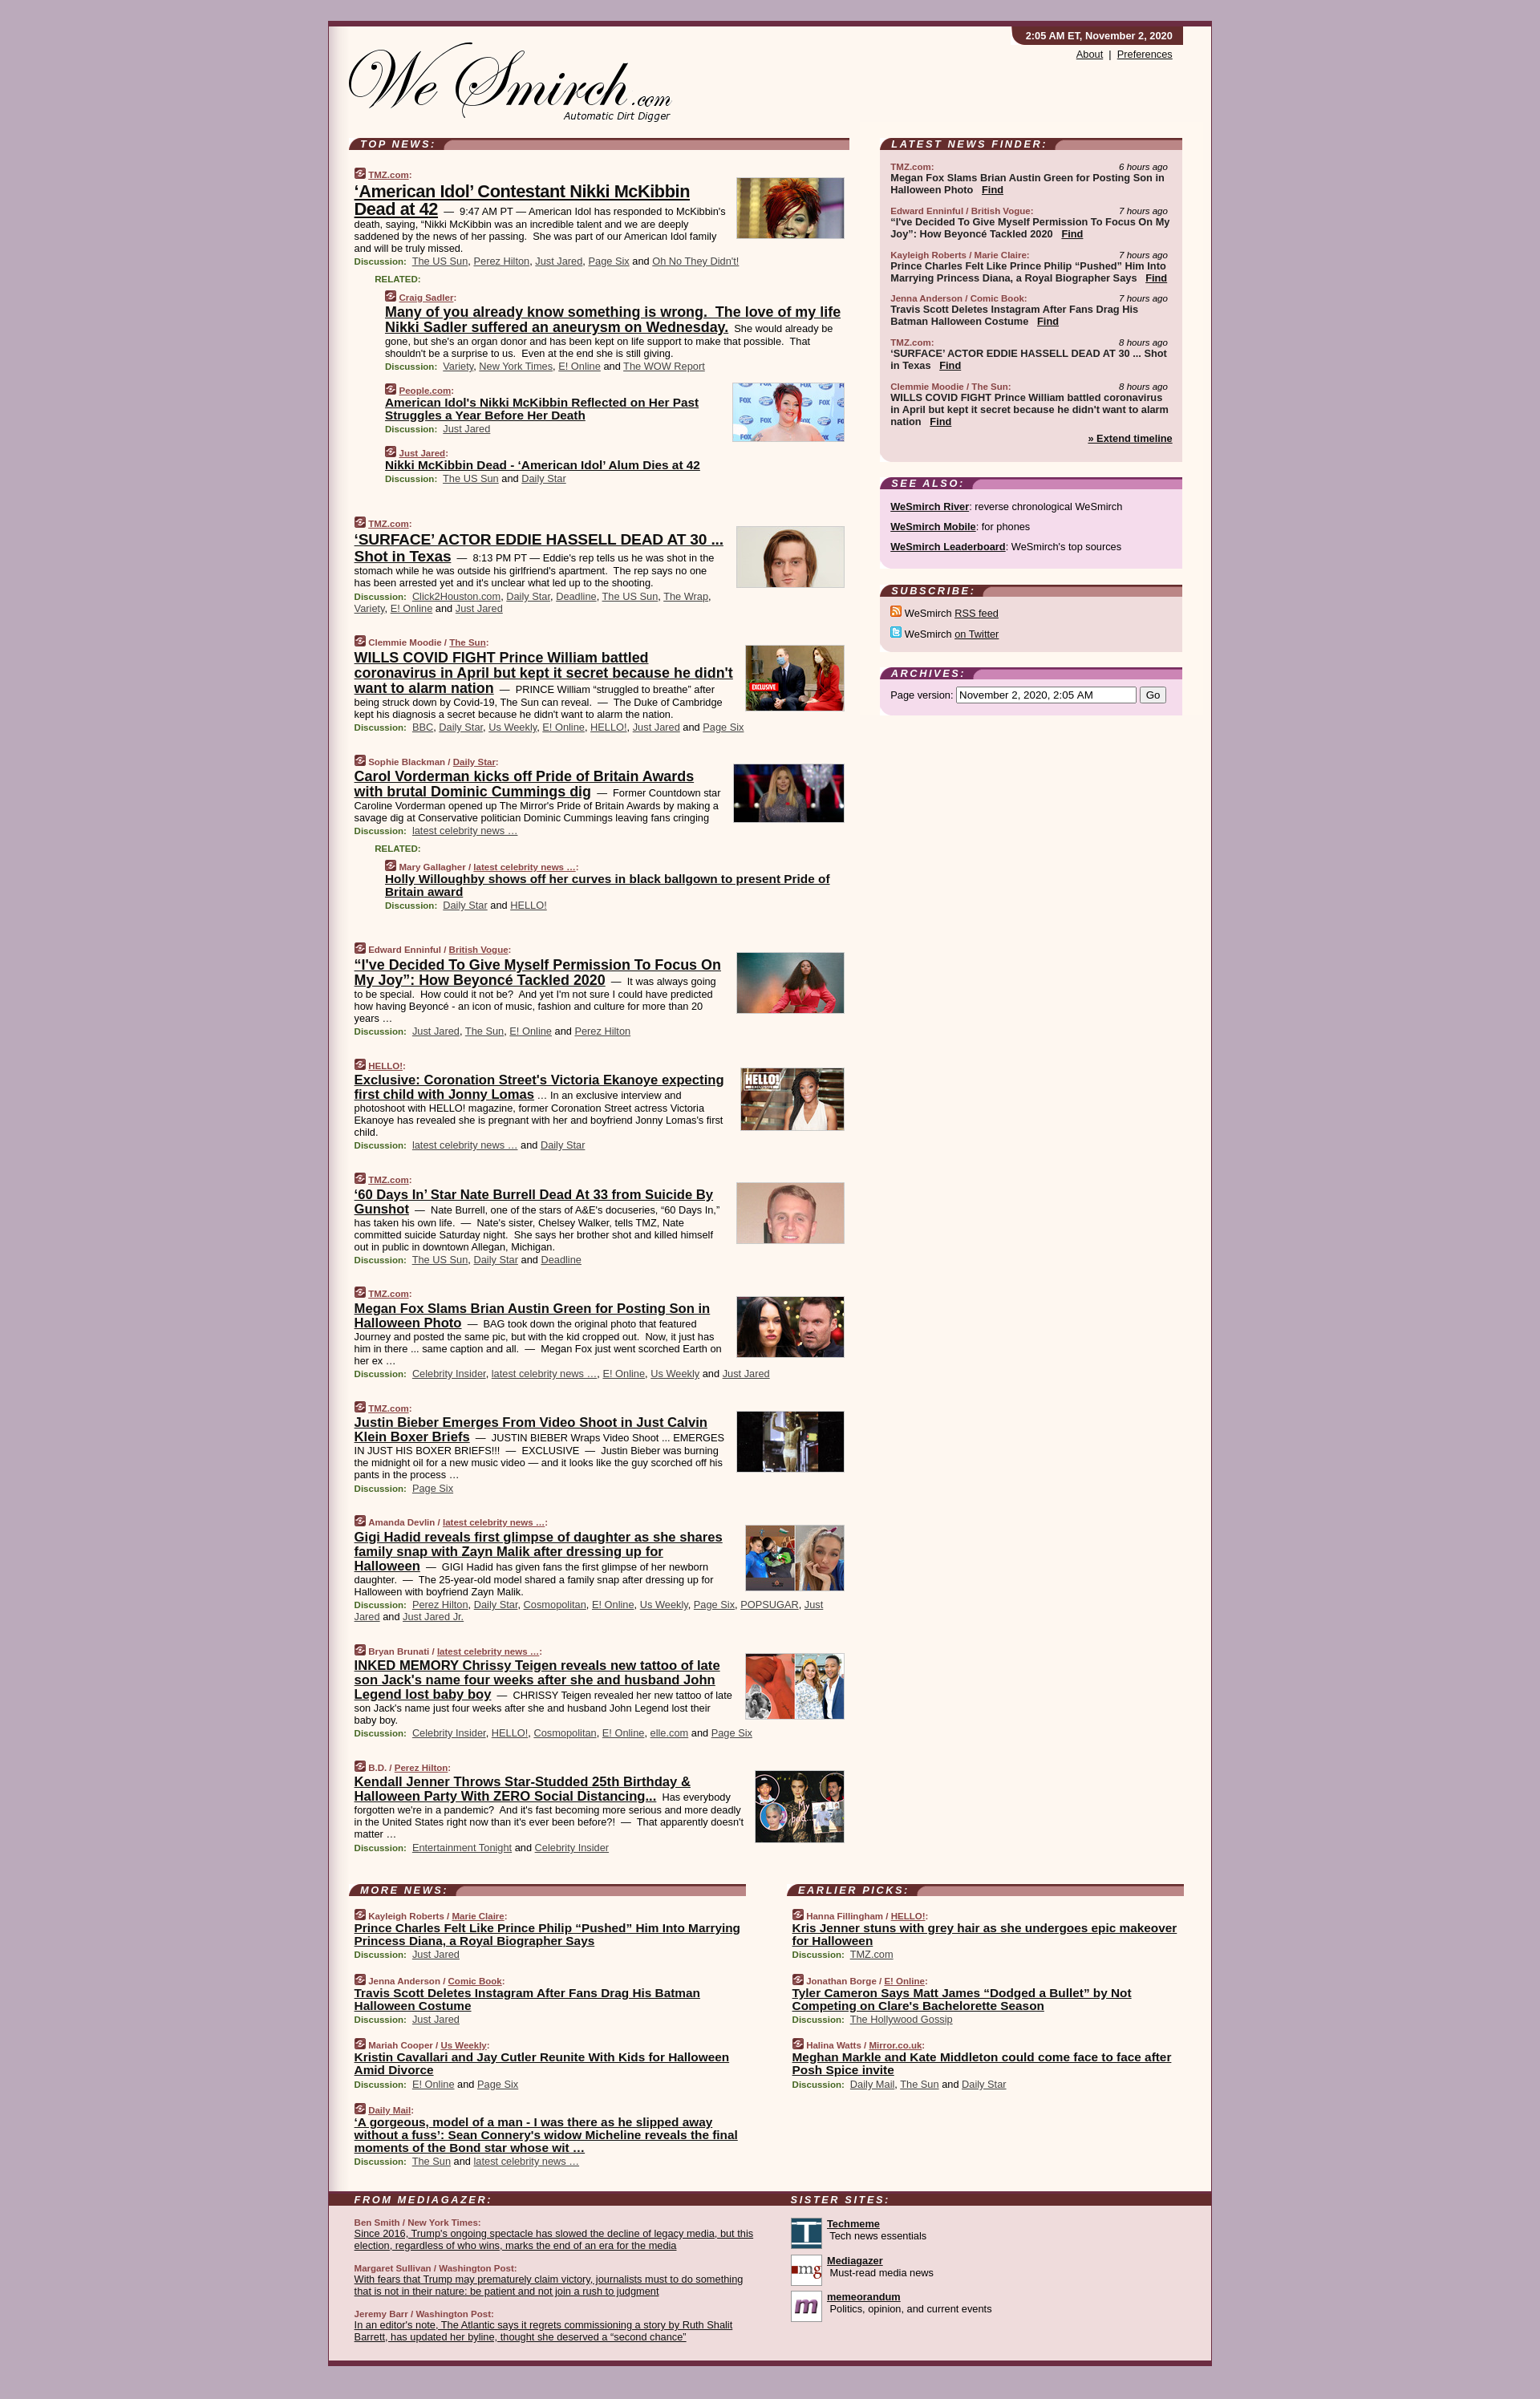 2:05 AM ET, November 2, 2020
About | Preferences
We Smirch.com
Automatic Dirt Digger
TOP NEWS:
TMZ.com:
‘American Idol’ Contestant Nikki McKibbin
Dead at 42 — 9:47 AM PT — American Idol has responded to McKibbin's
death, saying, “Nikki McKibbin was an incredible talent and we are deeply
saddened by the news of her passing. She was part of our American Idol family
and will be truly missed.
Discussion: The US Sun, Perez Hilton, Just Jared, Page Six and Oh No They Didn't!
RELATED:
Craig Sadler:
Many of you already know something is wrong. The love of my life
Nikki Sadler suffered an aneurysm on Wednesday. She would already be
gone, but she's an organ donor and has been kept on life support to make that possible. That
shouldn't be a surprise to us. Even at the end she is still giving.
Discussion: Variety, New York Times, E! Online and The WOW Report
People.com:
American Idol's Nikki McKibbin Reflected on Her Past
Struggles a Year Before Her Death
Discussion: Just Jared
Just Jared:
Nikki McKibbin Dead - ‘American Idol’ Alum Dies at 42
Discussion: The US Sun and Daily Star
TMZ.com:
‘SURFACE’ ACTOR EDDIE HASSELL DEAD AT 30 ...
Shot in Texas — 8:13 PM PT — Eddie's rep tells us he was shot in the
stomach while he was outside his girlfriend's apartment. The rep says no one
has been arrested yet and it's unclear what led up to the shooting.
Discussion: Click2Houston.com, Daily Star, Deadline, The US Sun, The Wrap,
Variety, E! Online and Just Jared
Clemmie Moodie / The Sun:
WILLS COVID FIGHT Prince William battled
coronavirus in April but kept it secret because he didn't
want to alarm nation — PRINCE William “struggled to breathe” after
being struck down by Covid-19, The Sun can reveal. — The Duke of Cambridge
kept his diagnosis a secret because he didn't want to alarm the nation.
Discussion: BBC, Daily Star, Us Weekly, E! Online, HELLO!, Just Jared and Page Six
EXCLUSIVE
Sophie Blackman / Daily Star:
Carol Vorderman kicks off Pride of Britain Awards
with brutal Dominic Cummings dig — Former Countdown star
Caroline Vorderman opened up The Mirror's Pride of Britain Awards by making a
savage dig at Conservative politician Dominic Cummings leaving fans cringing
Discussion: latest celebrity news …
RELATED:
Mary Gallagher / latest celebrity news …:
Holly Willoughby shows off her curves in black ballgown to present Pride of
Britain award
Discussion: Daily Star and HELLO!
Edward Enninful / British Vogue:
“I've Decided To Give Myself Permission To Focus On
My Joy”: How Beyoncé Tackled 2020 — It was always going
to be special. How could it not be? And yet I'm not sure I could have predicted
how having Beyoncé - an icon of music, fashion and culture for more than 20
years …
Discussion: Just Jared, The Sun, E! Online and Perez Hilton
HELLO!:
Exclusive: Coronation Street's Victoria Ekanoye expecting
first child with Jonny Lomas … In an exclusive interview and
photoshoot with HELLO! magazine, former Coronation Street actress Victoria
Ekanoye has revealed she is pregnant with her and boyfriend Jonny Lomas's first
child.
Discussion: latest celebrity news … and Daily Star
HELLO!
TMZ.com:
‘60 Days In’ Star Nate Burrell Dead At 33 from Suicide By
Gunshot — Nate Burrell, one of the stars of A&E's docuseries, “60 Days In,”
has taken his own life. — Nate's sister, Chelsey Walker, tells TMZ, Nate
committed suicide Saturday night. She says her brother shot and killed himself
out in public in downtown Allegan, Michigan.
Discussion: The US Sun, Daily Star and Deadline
TMZ.com:
Megan Fox Slams Brian Austin Green for Posting Son in
Halloween Photo — BAG took down the original photo that featured
Journey and posted the same pic, but with the kid cropped out. Now, it just has
him in there ... same caption and all. — Megan Fox just went scorched Earth on
her ex …
Discussion: Celebrity Insider, latest celebrity news …, E! Online, Us Weekly and Just Jared
TMZ.com:
Justin Bieber Emerges From Video Shoot in Just Calvin
Klein Boxer Briefs — JUSTIN BIEBER Wraps Video Shoot ... EMERGES
IN JUST HIS BOXER BRIEFS!!! — EXCLUSIVE — Justin Bieber was burning
the midnight oil for a new music video — and it looks like the guy scorched off his
pants in the process …
Discussion: Page Six
Amanda Devlin / latest celebrity news …:
Gigi Hadid reveals first glimpse of daughter as she shares
family snap with Zayn Malik after dressing up for
Halloween — GIGI Hadid has given fans the first glimpse of her newborn
daughter. — The 25-year-old model shared a family snap after dressing up for
Halloween with boyfriend Zayn Malik.
Discussion: Perez Hilton, Daily Star, Cosmopolitan, E! Online, Us Weekly, Page Six, POPSUGAR, Just
Jared and Just Jared Jr.
Bryan Brunati / latest celebrity news …:
INKED MEMORY Chrissy Teigen reveals new tattoo of late
son Jack's name four weeks after she and husband John
Legend lost baby boy — CHRISSY Teigen revealed her new tattoo of late
son Jack's name just four weeks after she and husband John Legend lost their
baby boy.
Discussion: Celebrity Insider, HELLO!, Cosmopolitan, E! Online, elle.com and Page Six
B.D. / Perez Hilton:
Kendall Jenner Throws Star-Studded 25th Birthday &
Halloween Party With ZERO Social Distancing... Has everybody
forgotten we're in a pandemic? And it's fast becoming more serious and more deadly
in the United States right now than it's ever been before?! — That apparently doesn't
matter …
Discussion: Entertainment Tonight and Celebrity Insider
LATEST NEWS FINDER:
TMZ.com: 6 hours ago
Megan Fox Slams Brian Austin Green for Posting Son in
Halloween Photo Find
Edward Enninful / British Vogue: 7 hours ago
“I've Decided To Give Myself Permission To Focus On My
Joy”: How Beyoncé Tackled 2020 Find
Kayleigh Roberts / Marie Claire: 7 hours ago
Prince Charles Felt Like Prince Philip “Pushed” Him Into
Marrying Princess Diana, a Royal Biographer Says Find
Jenna Anderson / Comic Book: 7 hours ago
Travis Scott Deletes Instagram After Fans Drag His
Batman Halloween Costume Find
TMZ.com: 8 hours ago
‘SURFACE’ ACTOR EDDIE HASSELL DEAD AT 30 ... Shot
in Texas Find
Clemmie Moodie / The Sun: 8 hours ago
WILLS COVID FIGHT Prince William battled coronavirus
in April but kept it secret because he didn't want to alarm
nation Find
» Extend timeline
SEE ALSO:
WeSmirch River: reverse chronological WeSmirch
WeSmirch Mobile: for phones
WeSmirch Leaderboard: WeSmirch's top sources
SUBSCRIBE:
WeSmirch RSS feed
WeSmirch on Twitter
ARCHIVES:
Page version: November 2, 2020, 2:05 AM Go
MORE NEWS:
Kayleigh Roberts / Marie Claire:
Prince Charles Felt Like Prince Philip “Pushed” Him Into Marrying
Princess Diana, a Royal Biographer Says
Discussion: Just Jared
Jenna Anderson / Comic Book:
Travis Scott Deletes Instagram After Fans Drag His Batman
Halloween Costume
Discussion: Just Jared
Mariah Cooper / Us Weekly:
Kristin Cavallari and Jay Cutler Reunite With Kids for Halloween
Amid Divorce
Discussion: E! Online and Page Six
Daily Mail:
‘A gorgeous, model of a man - I was there as he slipped away
without a fuss’: Sean Connery's widow Micheline reveals the final
moments of the Bond star whose wit …
Discussion: The Sun and latest celebrity news …
EARLIER PICKS:
Hanna Fillingham / HELLO!:
Kris Jenner stuns with grey hair as she undergoes epic makeover
for Halloween
Discussion: TMZ.com
Jonathan Borge / E! Online:
Tyler Cameron Says Matt James “Dodged a Bullet” by Not
Competing on Clare's Bachelorette Season
Discussion: The Hollywood Gossip
Halina Watts / Mirror.co.uk:
Meghan Markle and Kate Middleton could come face to face after
Posh Spice invite
Discussion: Daily Mail, The Sun and Daily Star
FROM MEDIAGAZER:
Ben Smith / New York Times:
Since 2016, Trump's ongoing spectacle has slowed the decline of legacy media, but this
election, regardless of who wins, marks the end of an era for the media
Margaret Sullivan / Washington Post:
With fears that Trump may prematurely claim victory, journalists must to do something
that is not in their nature: be patient and not join a rush to judgment
Jeremy Barr / Washington Post:
In an editor's note, The Atlantic says it regrets commissioning a story by Ruth Shalit
Barrett, has updated her byline, thought she deserved a “second chance”
SISTER SITES:
T
Techmeme
Tech news essentials
mg
Mediagazer
Must-read media news
m
memeorandum
Politics, opinion, and current events